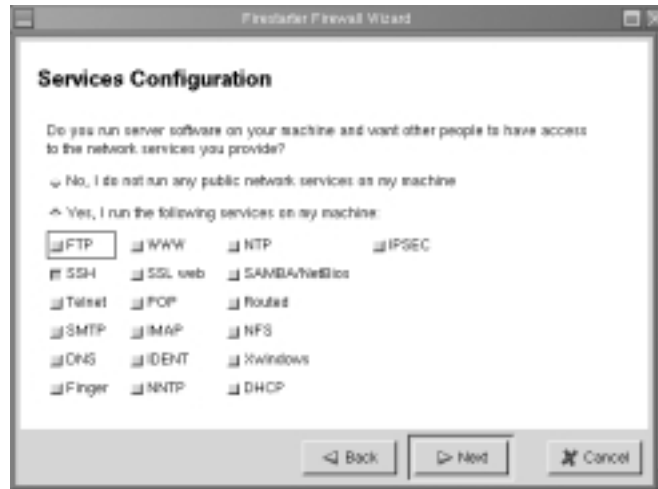 Firestarter Firewall Wizard
Services Configuration
Do you run server software on your machine and want other people to have access
to the network services you provide?
No, I do not run any public network services on my machine
Yes, I run the following services on my machine:
FTP WWW NTP IPSEC
SSH SSL web SAMBA/NetBios
Telnet POP Routed
SMTP IMAP NFS
DNS IDENT Xwindows
Finger NNTP DHCP
Back Next Cancel